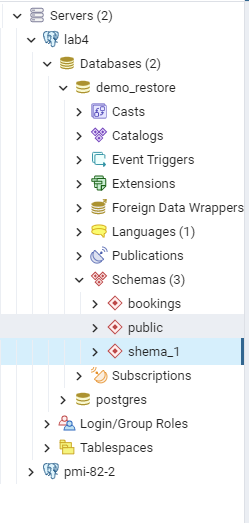 Servers (2)
lab4
Databases (2)
demo_restore
Casts
Catalogs
Event Triggers
Extensions
Foreign Data Wrappers
Languages (1)
Publications
Schemas (3)
bookings
public
shema_1
Subscriptions
postgres
Login/Group Roles
Tablespaces
pmi-82-2